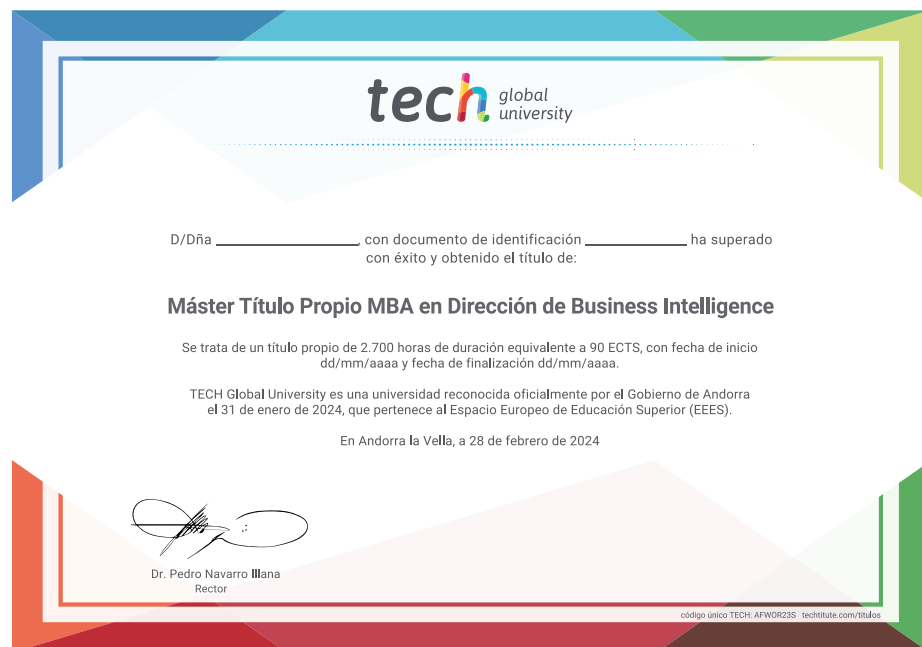 tech global university
D/Dña ____________________, con documento de identificación ______________ ha superado
con éxito y obtenido el título de:
Máster Título Propio MBA en Dirección de Business Intelligence
Se trata de un título propio de 2.700 horas de duración equivalente a 90 ECTS, con fecha de inicio
dd/mm/aaaa y fecha de finalización dd/mm/aaaa.
TECH Global University es una universidad reconocida oficialmente por el Gobierno de Andorra
el 31 de enero de 2024, que pertenece al Espacio Europeo de Educación Superior (EEES).
En Andorra la Vella, a 28 de febrero de 2024
Dr. Pedro Navarro Illana
Rector
código único TECH: AFWOR23S techtitute.com/titulos